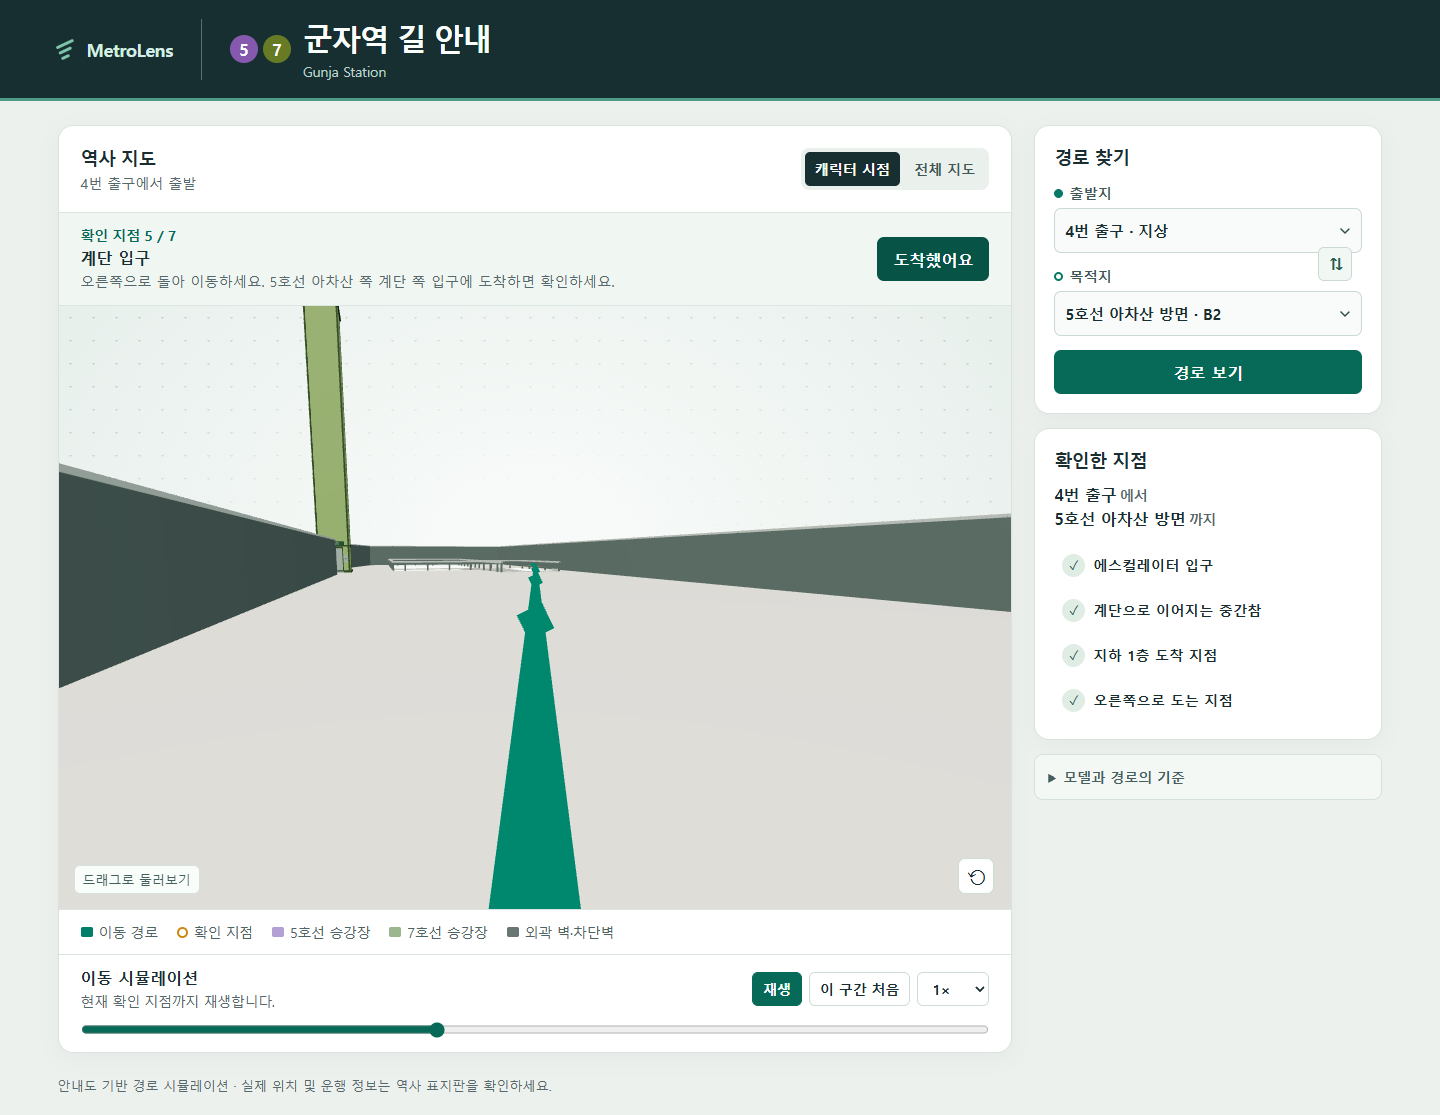 MetroLens
5 7
군자역 길 안내
Gunja Station
역사 지도
4번 출구에서 출발
캐릭터 시점
전체 지도
확인 지점 5 / 7
계단 입구
오른쪽으로 돌아 이동하세요. 5호선 아차산 쪽 계단 쪽 입구에 도착하면 확인하세요.
도착했어요
드래그로 둘러보기
이동 경로
확인 지점
5호선 승강장
7호선 승강장
외곽 벽·차단벽
이동 시뮬레이션
현재 확인 지점까지 재생합니다.
재생
이 구간 처음
1×
경로 찾기
출발지
4번 출구 · 지상
목적지
5호선 아차산 방면 · B2
경로 보기
확인한 지점
4번 출구 에서
5호선 아차산 방면 까지
에스컬레이터 입구
계단으로 이어지는 중간참
지하 1층 도착 지점
오른쪽으로 도는 지점
모델과 경로의 기준
안내도 기반 경로 시뮬레이션 · 실제 위치 및 운행 정보는 역사 표지판을 확인하세요.